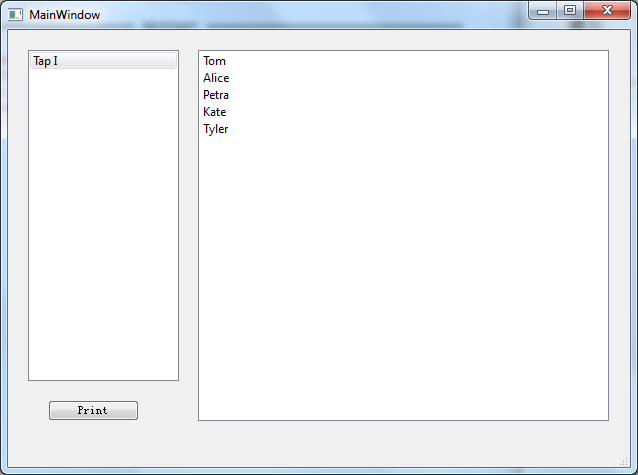 MainWindow
Tap I
Tom
Alice
Petra
Kate
Tyler
Print